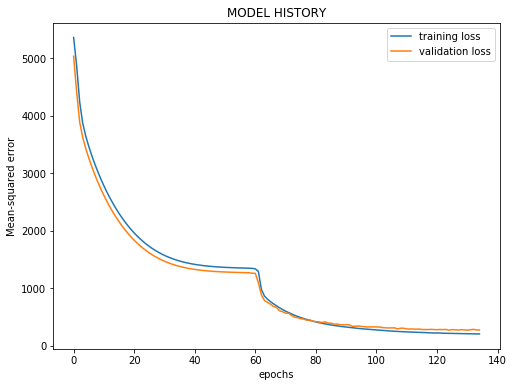 MODEL HISTORY
training loss
validation loss
Mean-squared error
5000
4000
3000
2000
1000
0
0 20 40 60 80 100 120 140
epochs